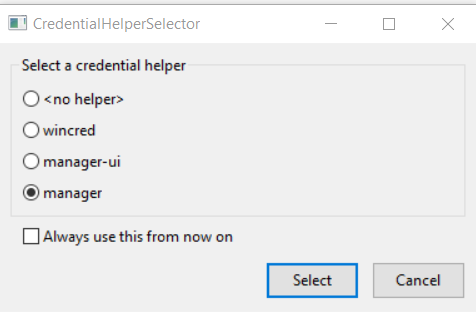 CredentialHelperSelector
Select a credential helper
<no helper>
wincred
manager-ui
manager
Always use this from now on
Select
Cancel